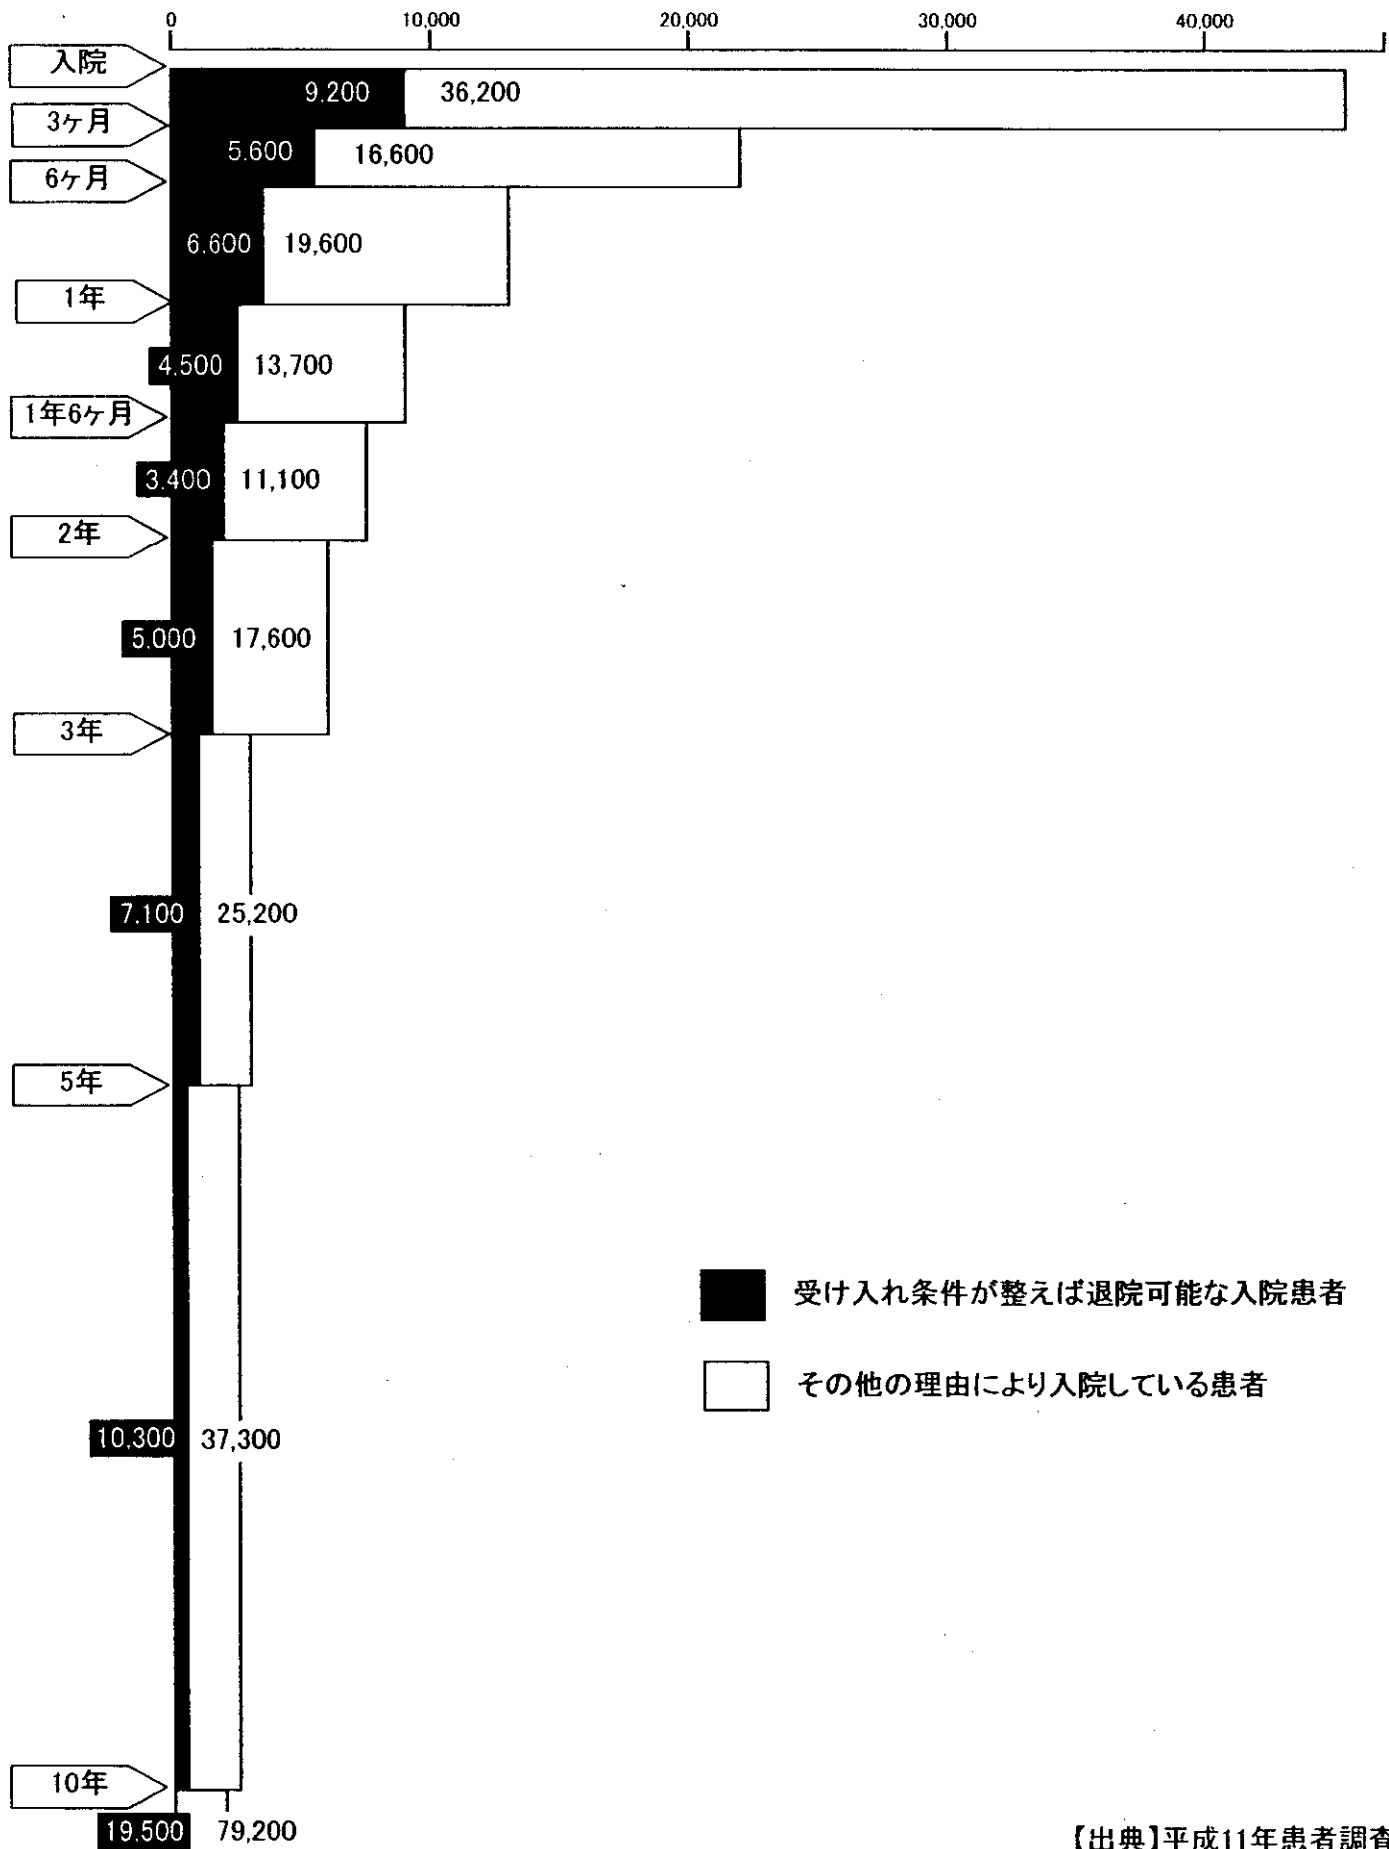 0 10,000 20,000 30,000 40,000
入院
9,200 36,200
3ヶ月
5,600 16,600
6ヶ月
6,600 19,600
1年
4,500 13,700
1年6ヶ月
3,400 11,100
2年
5,000 17,600
3年
7,100 25,200
5年
受け入れ条件が整えば退院可能な入院患者
その他の理由により入院している患者
10,300 37,300
10年
19,500 79,200
【出典】平成11年患者調査